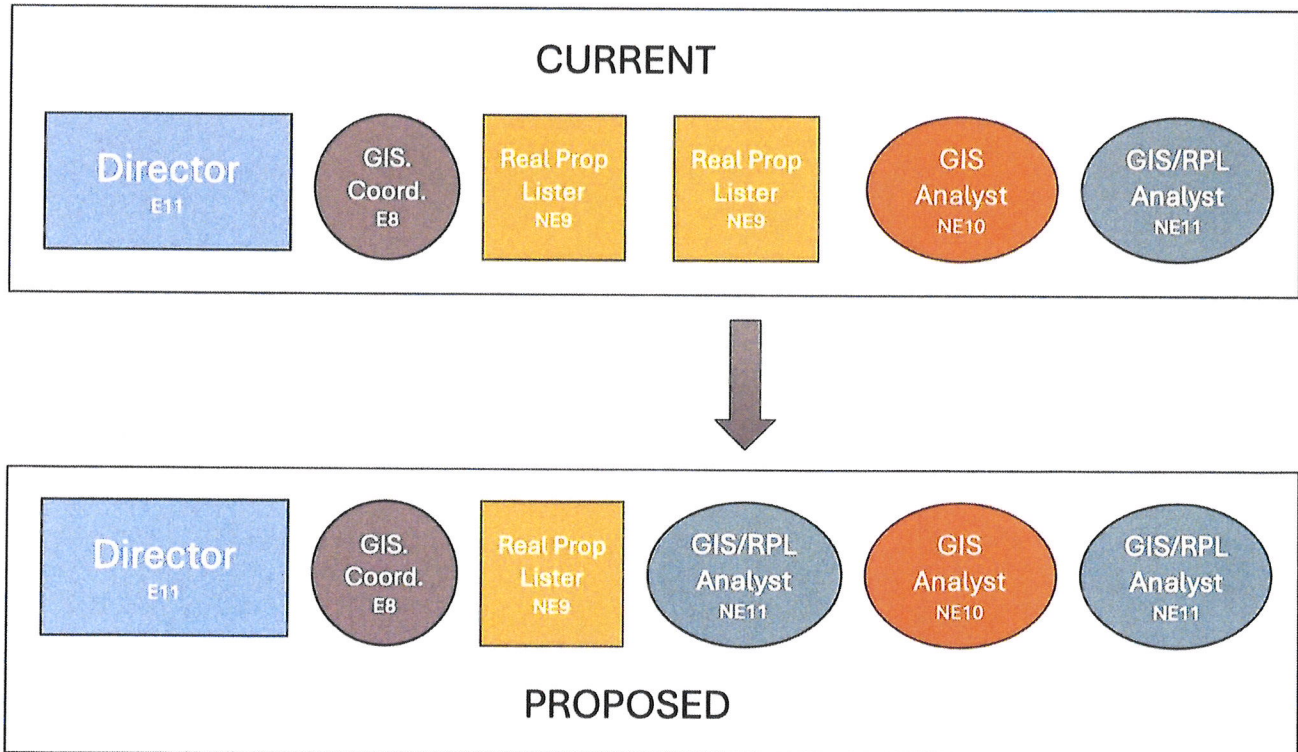 CURRENT
Director
E11
GIS.
Coord.
E8
Real Prop
Lister
NE9
Real Prop
Lister
NE9
GIS
Analyst
NE10
GIS/RPL
Analyst
NE11
Director
E11
GIS.
Coord.
E8
Real Prop
Lister
NE9
GIS/RPL
Analyst
NE11
GIS
Analyst
NE10
GIS/RPL
Analyst
NE11
PROPOSED